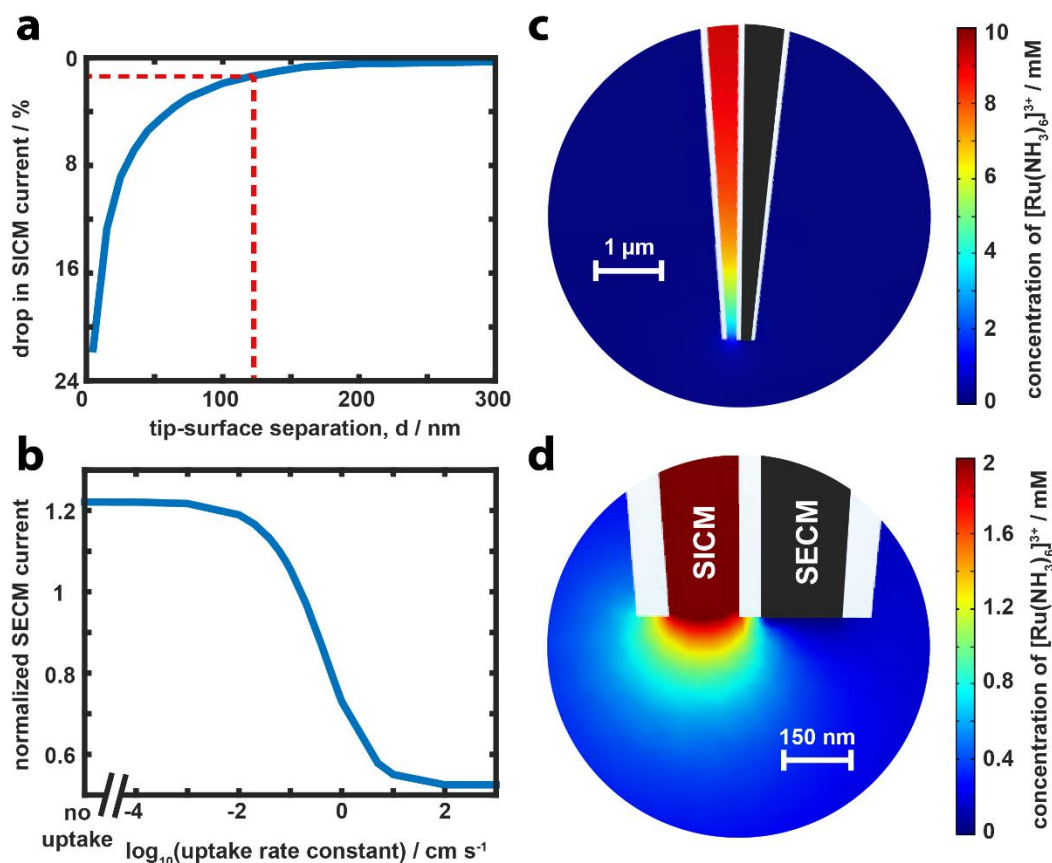 a
drop in SICM current / %
0
8
16
24
0
100
200
300
tip-surface separation, d / nm
b
normalized SECM current
1.2
1
0.8
0.6
no
uptake
-4
-2
0
2
log₁₀(uptake rate constant) / cm s⁻¹
c
1 µm
10
8
6
4
2
0
concentration of [Ru(NH₃)₆]³⁺ / mM
d
SICM
SECM
150 nm
2
1.6
1.2
0.8
0.4
0
concentration of [Ru(NH₃)₆]³⁺ / mM